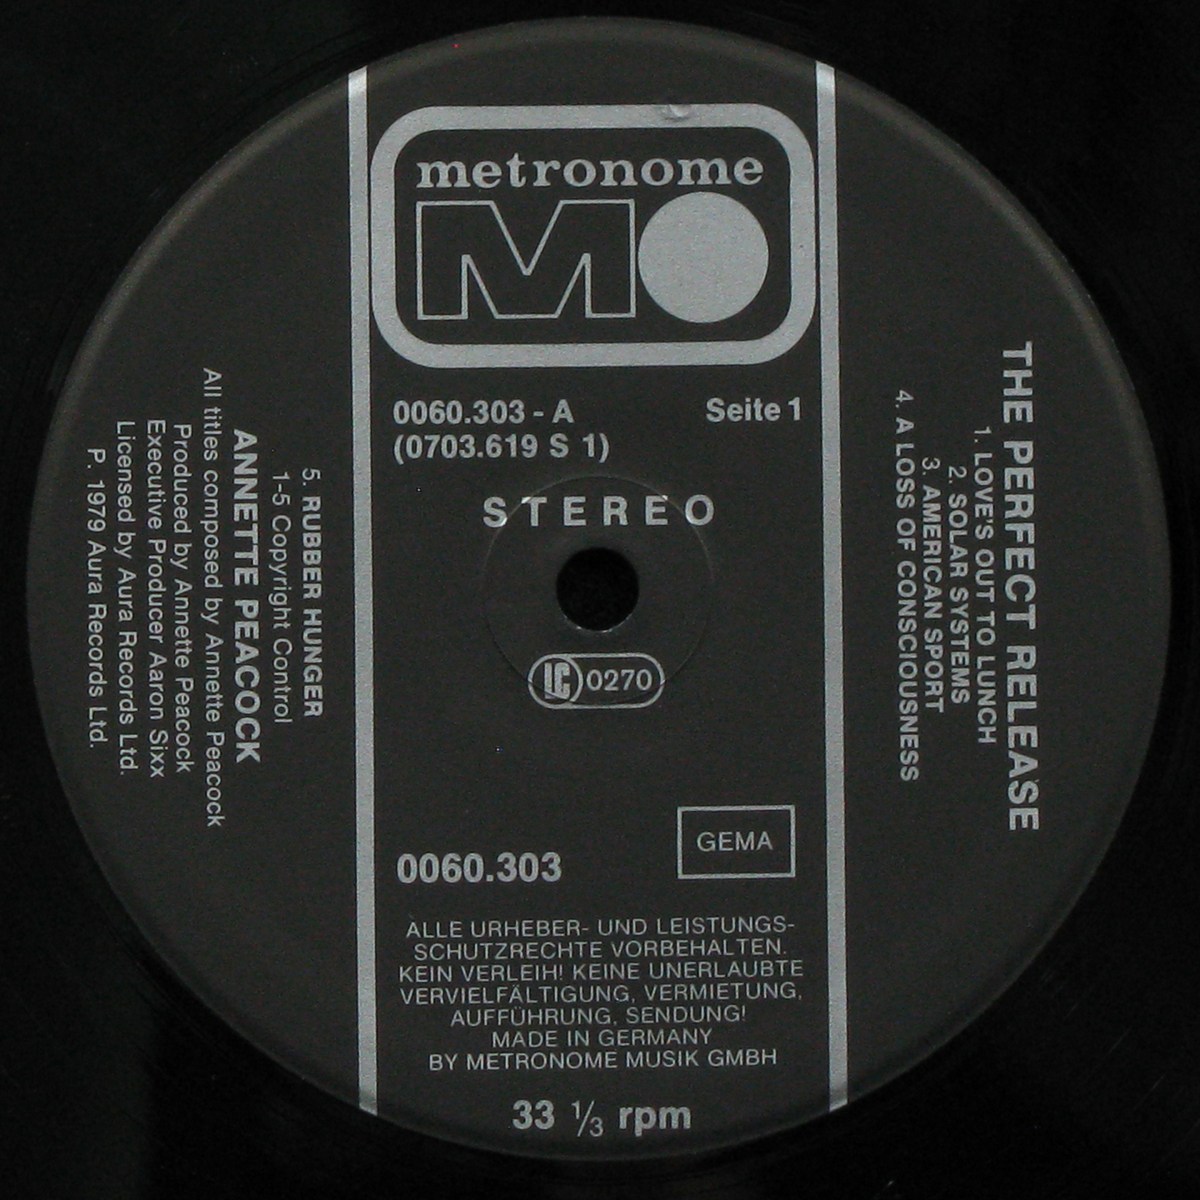 metronome
MO
0060.303 - A
Seite 1
(0703.619 S 1)
STEREO
LC 0270
THE PERFECT RELEASE
1. LOVE'S OUT TO LUNCH
2. SOLAR SYSTEMS
3. AMERICAN SPORT
4. A LOSS OF CONSCIOUSNESS
5. RUBBER HUNGER
1-5 Copyright Control
ANNETTE PEACOCK
All titles composed by Annette Peacock
Produced by Annette Peacock
Executive Producer Aaron Sixx
Licensed by Aura Records Ltd.
P. 1979 Aura Records Ltd.
0060.303
GEMA
ALLE URHEBER- UND LEISTUNGS-
SCHUTZRECHTE VORBEHALTEN.
KEIN VERLEIH! KEINE UNERLAUBTE
VERVIELFÄLTIGUNG, VERMIETUNG,
AUFFÜHRUNG, SENDUNG!
MADE IN GERMANY
BY METRONOME MUSIK GMBH
33 1/3 rpm